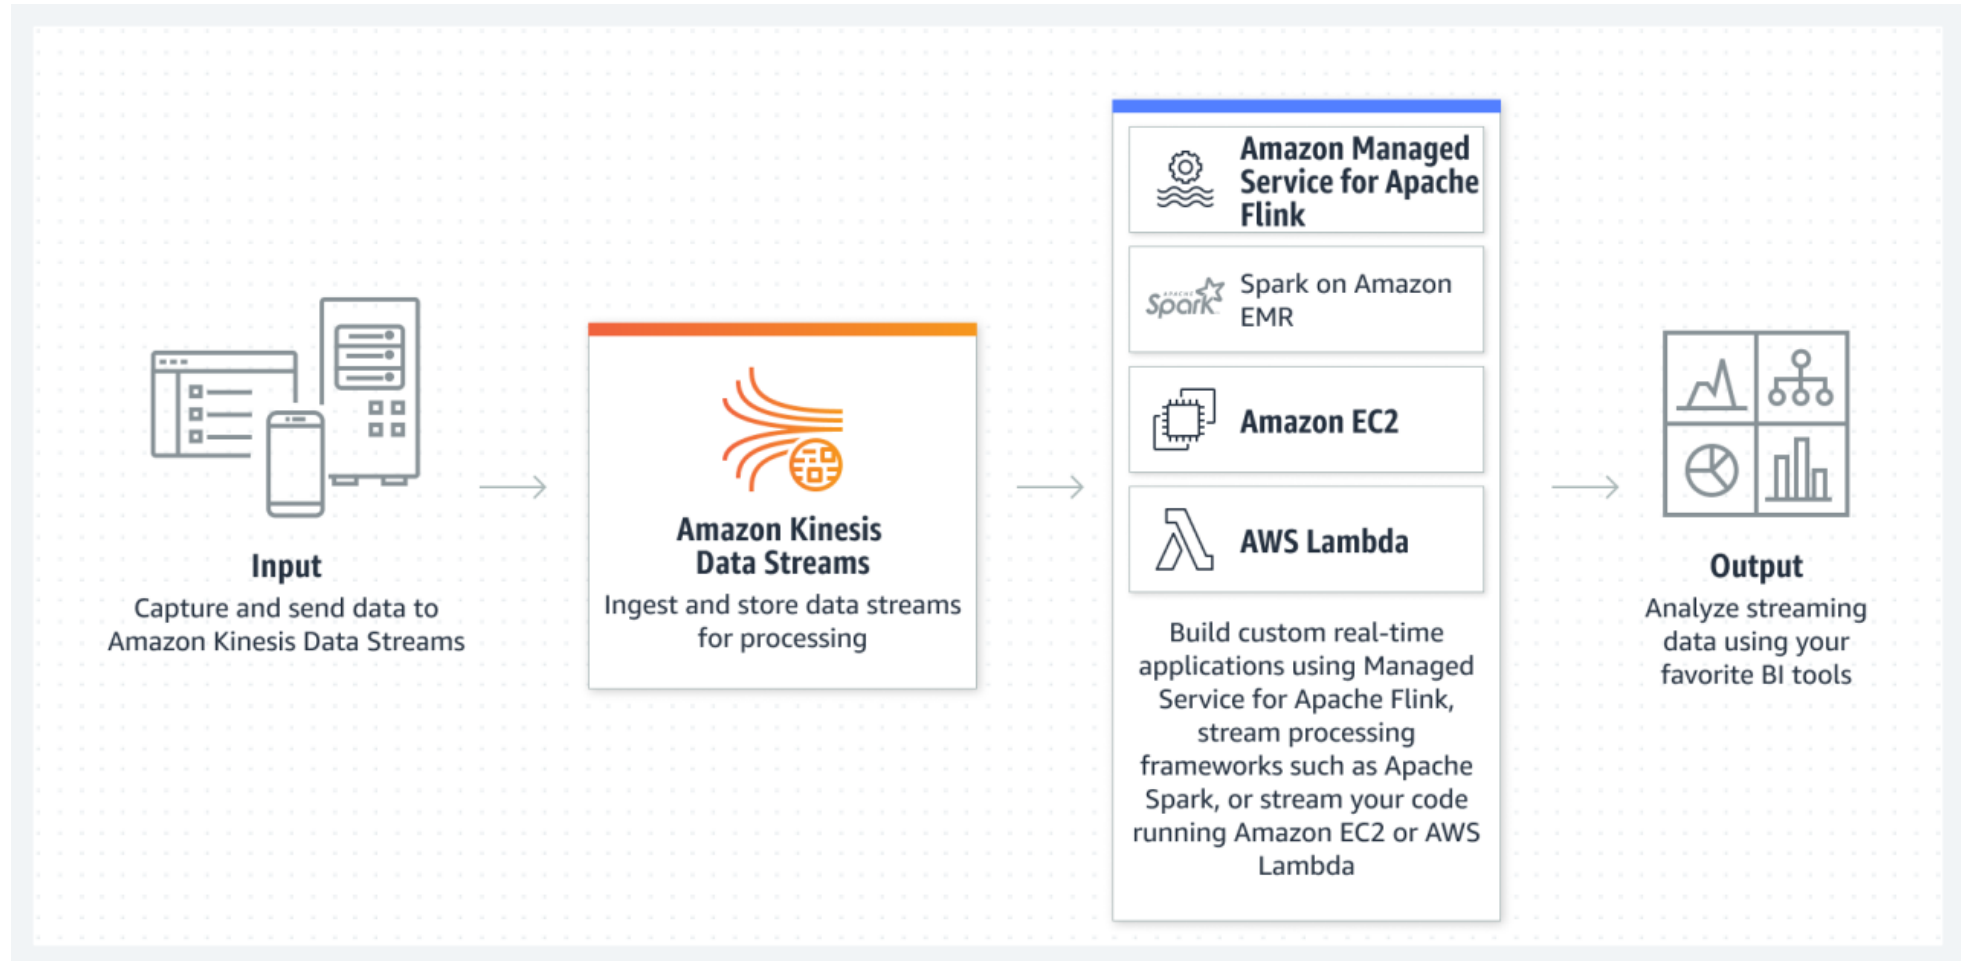 Input
Capture and send data to
Amazon Kinesis Data Streams
Amazon Kinesis
Data Streams
Ingest and store data streams
for processing
Amazon Managed
Service for Apache
Flink
APACHE
Spark
Spark on Amazon
EMR
Amazon EC2
AWS Lambda
Build custom real-time
applications using Managed
Service for Apache Flink,
stream processing
frameworks such as Apache
Spark, or stream your code
running Amazon EC2 or AWS
Lambda
Output
Analyze streaming
data using your
favorite BI tools